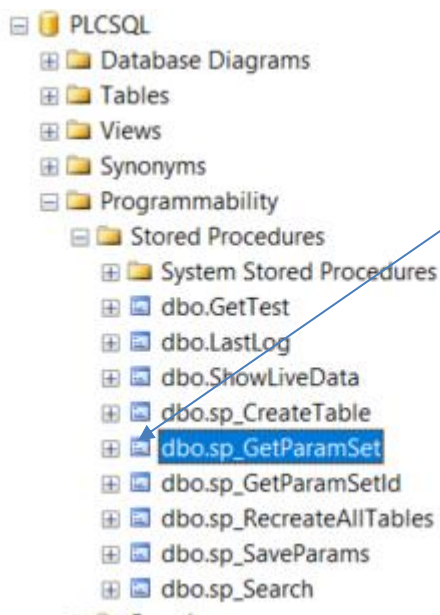 PLCSQL
Database Diagrams
Tables
Views
Synonyms
Programmability
Stored Procedures
System Stored Procedures
dbo.GetTest
dbo.LastLog
dbo.ShowLiveData
dbo.sp_CreateTable
dbo.sp_GetParamSet
dbo.sp_GetParamSetId
dbo.sp_RecreateAllTables
dbo.sp_SaveParams
dbo.sp_Search